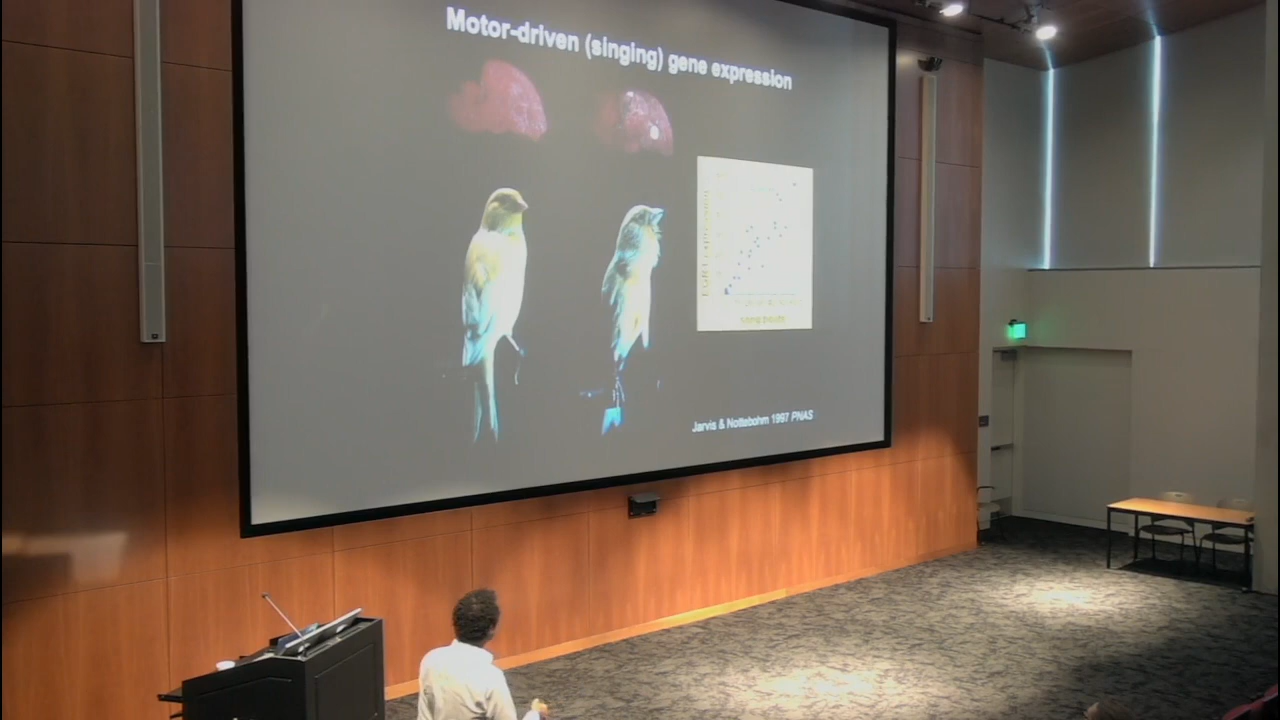 Motor-driven (singing) gene expression
Jarvis & Nottebohm 1997 PNAS